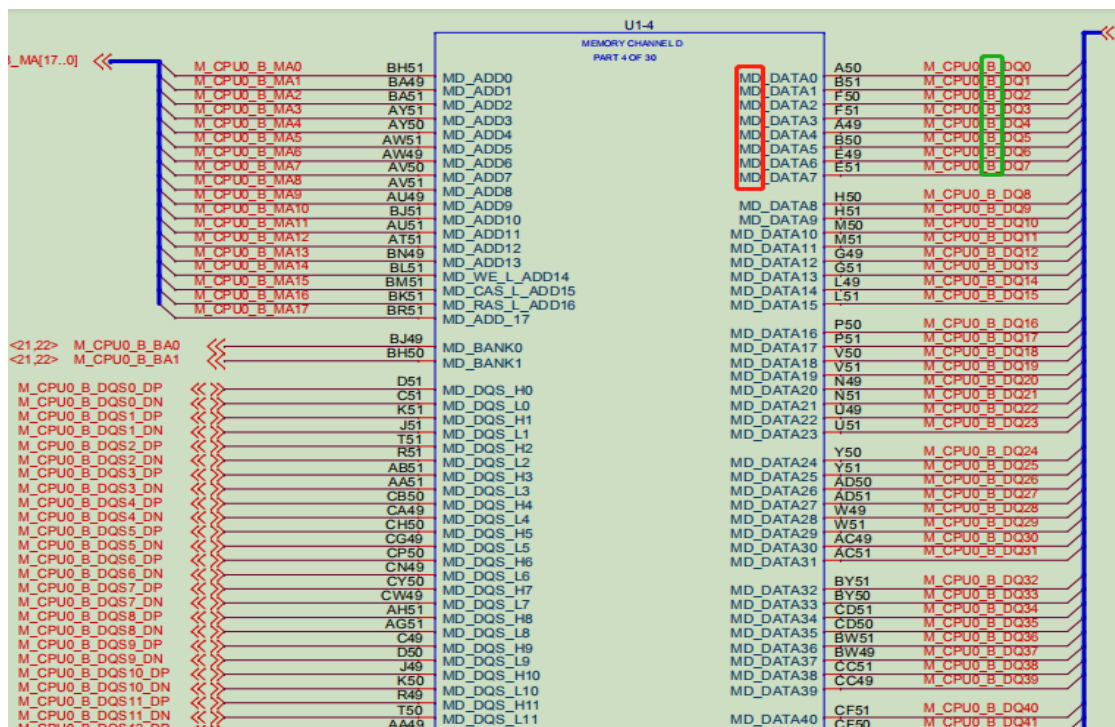 U1-4
MEMORY CHANNEL D
PART 4 OF 30
B_MA[17..0]
M_CPU0_B_MA0 BH51 MD_ADD0
M_CPU0_B_MA1 BA49 MD_ADD1
M_CPU0_B_MA2 BA51 MD_ADD2
M_CPU0_B_MA3 AY51 MD_ADD3
M_CPU0_B_MA4 AY50 MD_ADD4
M_CPU0_B_MA5 AW51 MD_ADD5
M_CPU0_B_MA6 AW49 MD_ADD6
M_CPU0_B_MA7 AV50 MD_ADD7
M_CPU0_B_MA8 AV51 MD_ADD8
M_CPU0_B_MA9 AU49 MD_ADD9
M_CPU0_B_MA10 BJ51 MD_ADD10
M_CPU0_B_MA11 AU51 MD_ADD11
M_CPU0_B_MA12 AT51 MD_ADD12
M_CPU0_B_MA13 BN49 MD_ADD13
M_CPU0_B_MA14 BL51 MD_WE_L_ADD14
M_CPU0_B_MA15 BM51 MD_CAS_L_ADD15
M_CPU0_B_MA16 BK51 MD_RAS_L_ADD16
M_CPU0_B_MA17 BR51 MD_ADD_17
<21,22> M_CPU0_B_BA0 BJ49 MD_BANK0
<21,22> M_CPU0_B_BA1 BH50 MD_BANK1
M_CPU0_B_DQS0_DP D51 MD_DQS_H0
M_CPU0_B_DQS0_DN C51 MD_DQS_L0
M_CPU0_B_DQS1_DP K51 MD_DQS_H1
M_CPU0_B_DQS1_DN J51 MD_DQS_L1
M_CPU0_B_DQS2_DP T51 MD_DQS_H2
M_CPU0_B_DQS2_DN R51 MD_DQS_L2
M_CPU0_B_DQS3_DP AB51 MD_DQS_H3
M_CPU0_B_DQS3_DN AA51 MD_DQS_L3
M_CPU0_B_DQS4_DP CB50 MD_DQS_H4
M_CPU0_B_DQS4_DN CA49 MD_DQS_L4
M_CPU0_B_DQS5_DP CH50 MD_DQS_H5
M_CPU0_B_DQS5_DN CG49 MD_DQS_L5
M_CPU0_B_DQS6_DP CP50 MD_DQS_H6
M_CPU0_B_DQS6_DN CN49 MD_DQS_L6
M_CPU0_B_DQS7_DP CY50 MD_DQS_H7
M_CPU0_B_DQS7_DN CW49 MD_DQS_L7
M_CPU0_B_DQS8_DP AH51 MD_DQS_H8
M_CPU0_B_DQS8_DN AG51 MD_DQS_L8
M_CPU0_B_DQS9_DP C49 MD_DQS_H9
M_CPU0_B_DQS9_DN D50 MD_DQS_L9
M_CPU0_B_DQS10_DP J49 MD_DQS_H10
M_CPU0_B_DQS10_DN K50 MD_DQS_L10
M_CPU0_B_DQS11_DP R49 MD_DQS_H11
M_CPU0_B_DQS11_DN T50 MD_DQS_L11
AA49
MD_DATA0 A50 M_CPU0_B_DQ0
MD_DATA1 B51 M_CPU0_B_DQ1
MD_DATA2 F50 M_CPU0_B_DQ2
MD_DATA3 F51 M_CPU0_B_DQ3
MD_DATA4 A49 M_CPU0_B_DQ4
MD_DATA5 B50 M_CPU0_B_DQ5
MD_DATA6 E49 M_CPU0_B_DQ6
MD_DATA7 E51 M_CPU0_B_DQ7
MD_DATA8 H50 M_CPU0_B_DQ8
MD_DATA9 H51 M_CPU0_B_DQ9
MD_DATA10 M50 M_CPU0_B_DQ10
MD_DATA11 M51 M_CPU0_B_DQ11
MD_DATA12 G49 M_CPU0_B_DQ12
MD_DATA13 G51 M_CPU0_B_DQ13
MD_DATA14 L49 M_CPU0_B_DQ14
MD_DATA15 L51 M_CPU0_B_DQ15
MD_DATA16 P50 M_CPU0_B_DQ16
MD_DATA17 P51 M_CPU0_B_DQ17
MD_DATA18 V50 M_CPU0_B_DQ18
MD_DATA19 V51 M_CPU0_B_DQ19
MD_DATA20 N49 M_CPU0_B_DQ20
MD_DATA21 N51 M_CPU0_B_DQ21
MD_DATA22 U49 M_CPU0_B_DQ22
MD_DATA23 U51 M_CPU0_B_DQ23
MD_DATA24 Y50 M_CPU0_B_DQ24
MD_DATA25 Y51 M_CPU0_B_DQ25
MD_DATA26 AD50 M_CPU0_B_DQ26
MD_DATA27 AD51 M_CPU0_B_DQ27
MD_DATA28 W49 M_CPU0_B_DQ28
MD_DATA29 W51 M_CPU0_B_DQ29
MD_DATA30 AC49 M_CPU0_B_DQ30
MD_DATA31 AC51 M_CPU0_B_DQ31
MD_DATA32 BY51 M_CPU0_B_DQ32
MD_DATA33 BY50 M_CPU0_B_DQ33
MD_DATA34 CD51 M_CPU0_B_DQ34
MD_DATA35 CD50 M_CPU0_B_DQ35
MD_DATA36 BW51 M_CPU0_B_DQ36
MD_DATA37 BW49 M_CPU0_B_DQ37
MD_DATA38 CC51 M_CPU0_B_DQ38
MD_DATA39 CC49 M_CPU0_B_DQ39
MD_DATA40 CF51 M_CPU0_B_DQ40
CF50 M_CPU0_B_DQ41